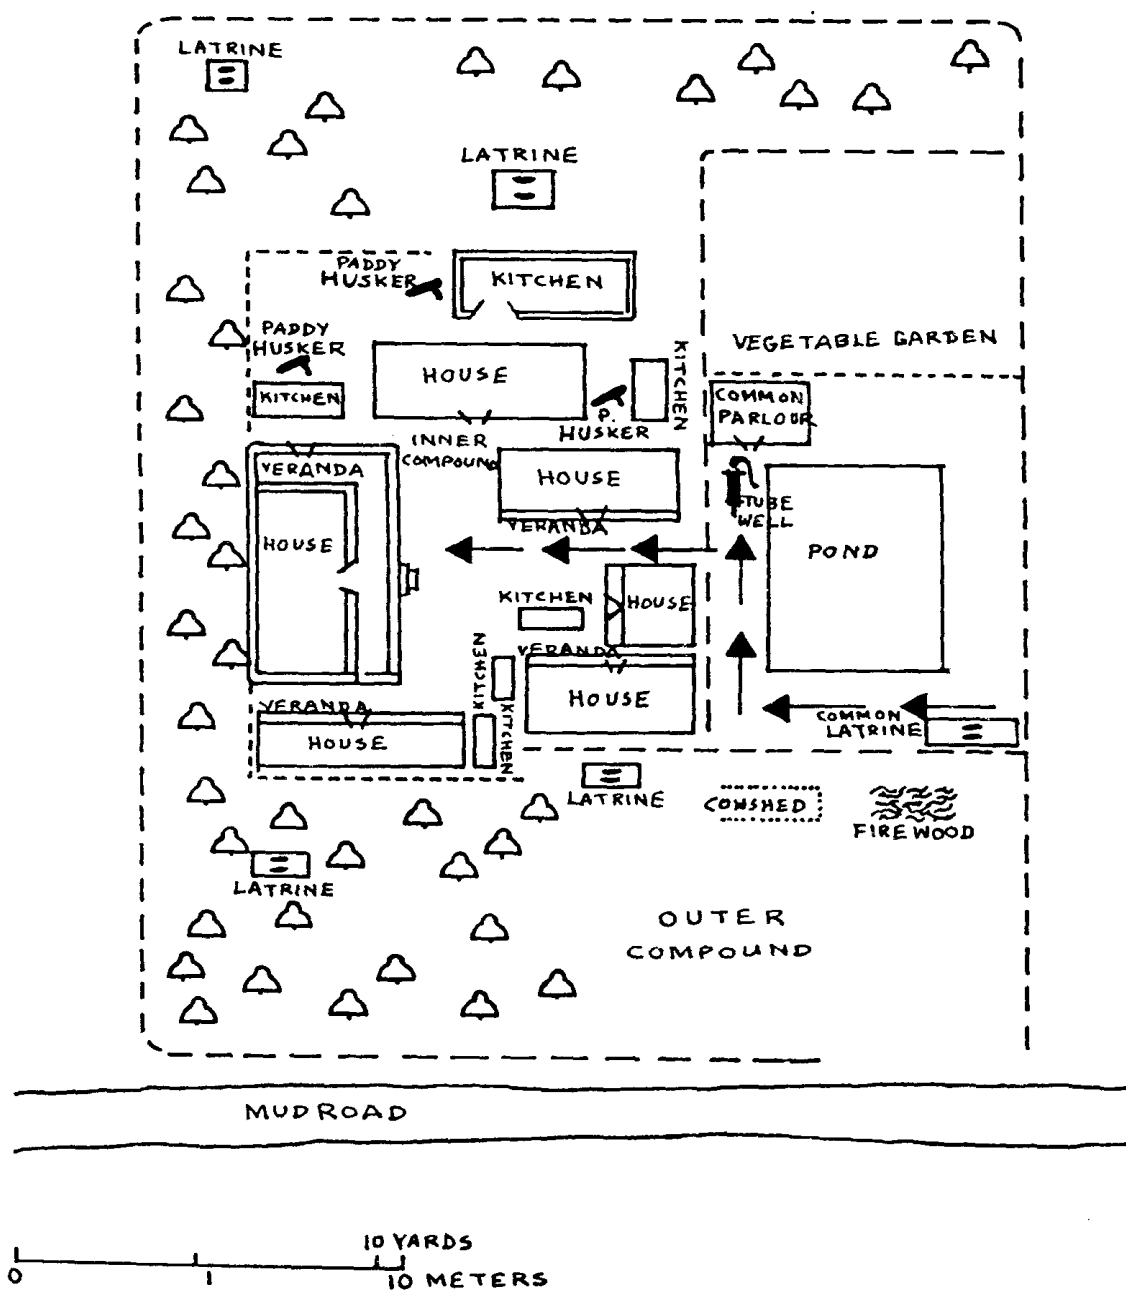 LATRINE
LATRINE
PADDY
HUSKER
KITCHEN
PADDY
HUSKER
VEGETABLE GARDEN
HOUSE
KITCHEN
KITCHEN
COMMON
PARLOUR
P.
HUSKER
INNER
COMPOUND
VERANDA
HOUSE
TUBE
WELL
VERANDA
HOUSE
POND
KITCHEN
HOUSE
VERANDA
KITCHEN
HOUSE
VERANDA
KITCHEN
HOUSE
COMMON
LATRINE
LATRINE
COWSHED
FIREWOOD
LATRINE
OUTER
COMPOUND
MUD ROAD
10 YARDS
0
1
10 METERS